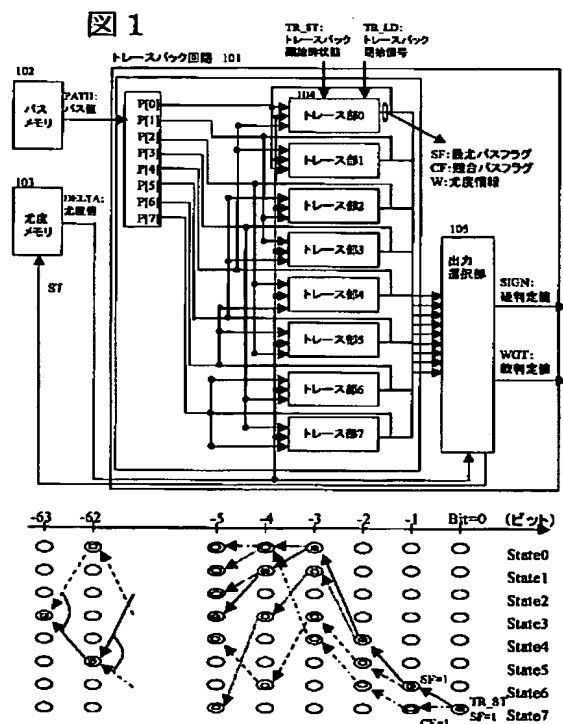 図1
TR_ST:
トレースバック
開始時状態
TR_LD:
トレースバック
開始信号
トレースバック回路 101
102
パス
メモリ
PATH:
パス値
P[0]
P[1]
P[2]
P[3]
P[4]
P[5]
P[6]
P[7]
104
トレース部0
トレース部1
トレース部2
トレース部3
トレース部4
トレース部5
トレース部6
トレース部7
SF:最尤パスフラグ
CF:競合パスフラグ
W:尤度情報
103
尤度
メモリ
DELTA:
尤度値
ST
105
出力
選択部
SIGN:
硬判定値
WGT:
軟判定値
-63
-62
-5
-4
-3
-2
-1
Bit=0
(ビット)
State0
State1
State2
State3
State4
State5
State6
State7
SF=1
TR_ST
SF=1
CF=1